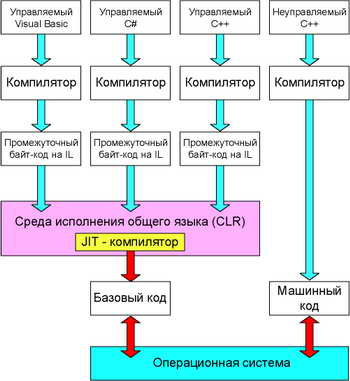 Управляемый
Visual Basic
Управляемый
C#
Управляемый
C++
Неуправляемый
C++
Компилятор
Компилятор
Компилятор
Компилятор
Промежуточный
байт-код на IL
Промежуточный
байт-код на IL
Промежуточный
байт-код на IL
Среда исполнения общего языка (CLR)
JIT - компилятор
Базовый код
Машинный
код
Операционная система